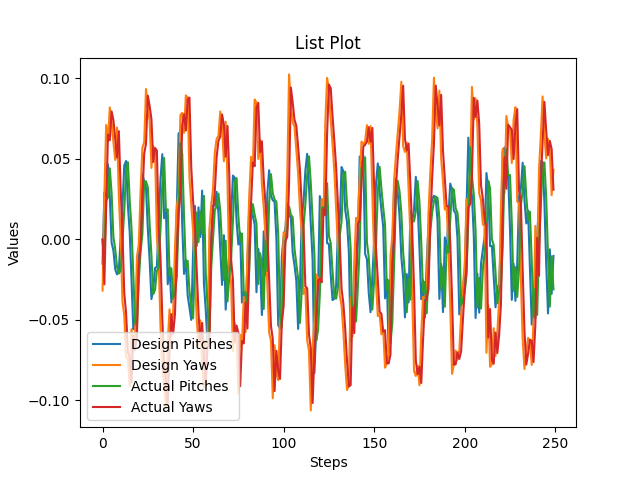 List Plot
0.10
0.05
0.00
−0.05
−0.10
Values
Design Pitches
Design Yaws
Actual Pitches
Actual Yaws
0 50 100 150 200 250
Steps